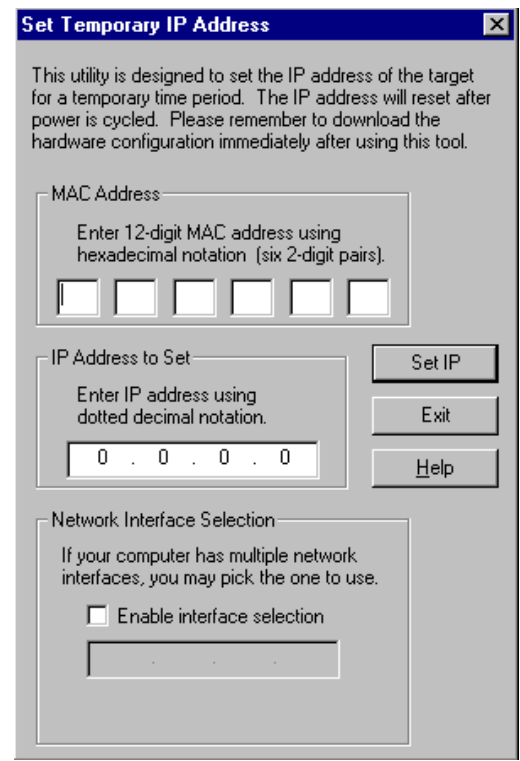 Set Temporary IP Address
This utility is designed to set the IP address of the target
for a temporary time period. The IP address will reset after
power is cycled. Please remember to download the
hardware configuration immediately after using this tool.
MAC Address
Enter 12-digit MAC address using
hexadecimal notation (six 2-digit pairs).
IP Address to Set
Enter IP address using
dotted decimal notation.
0 . 0 . 0 . 0
Set IP
Exit
Help
Network Interface Selection
If your computer has multiple network
interfaces, you may pick the one to use.
Enable interface selection
. . .